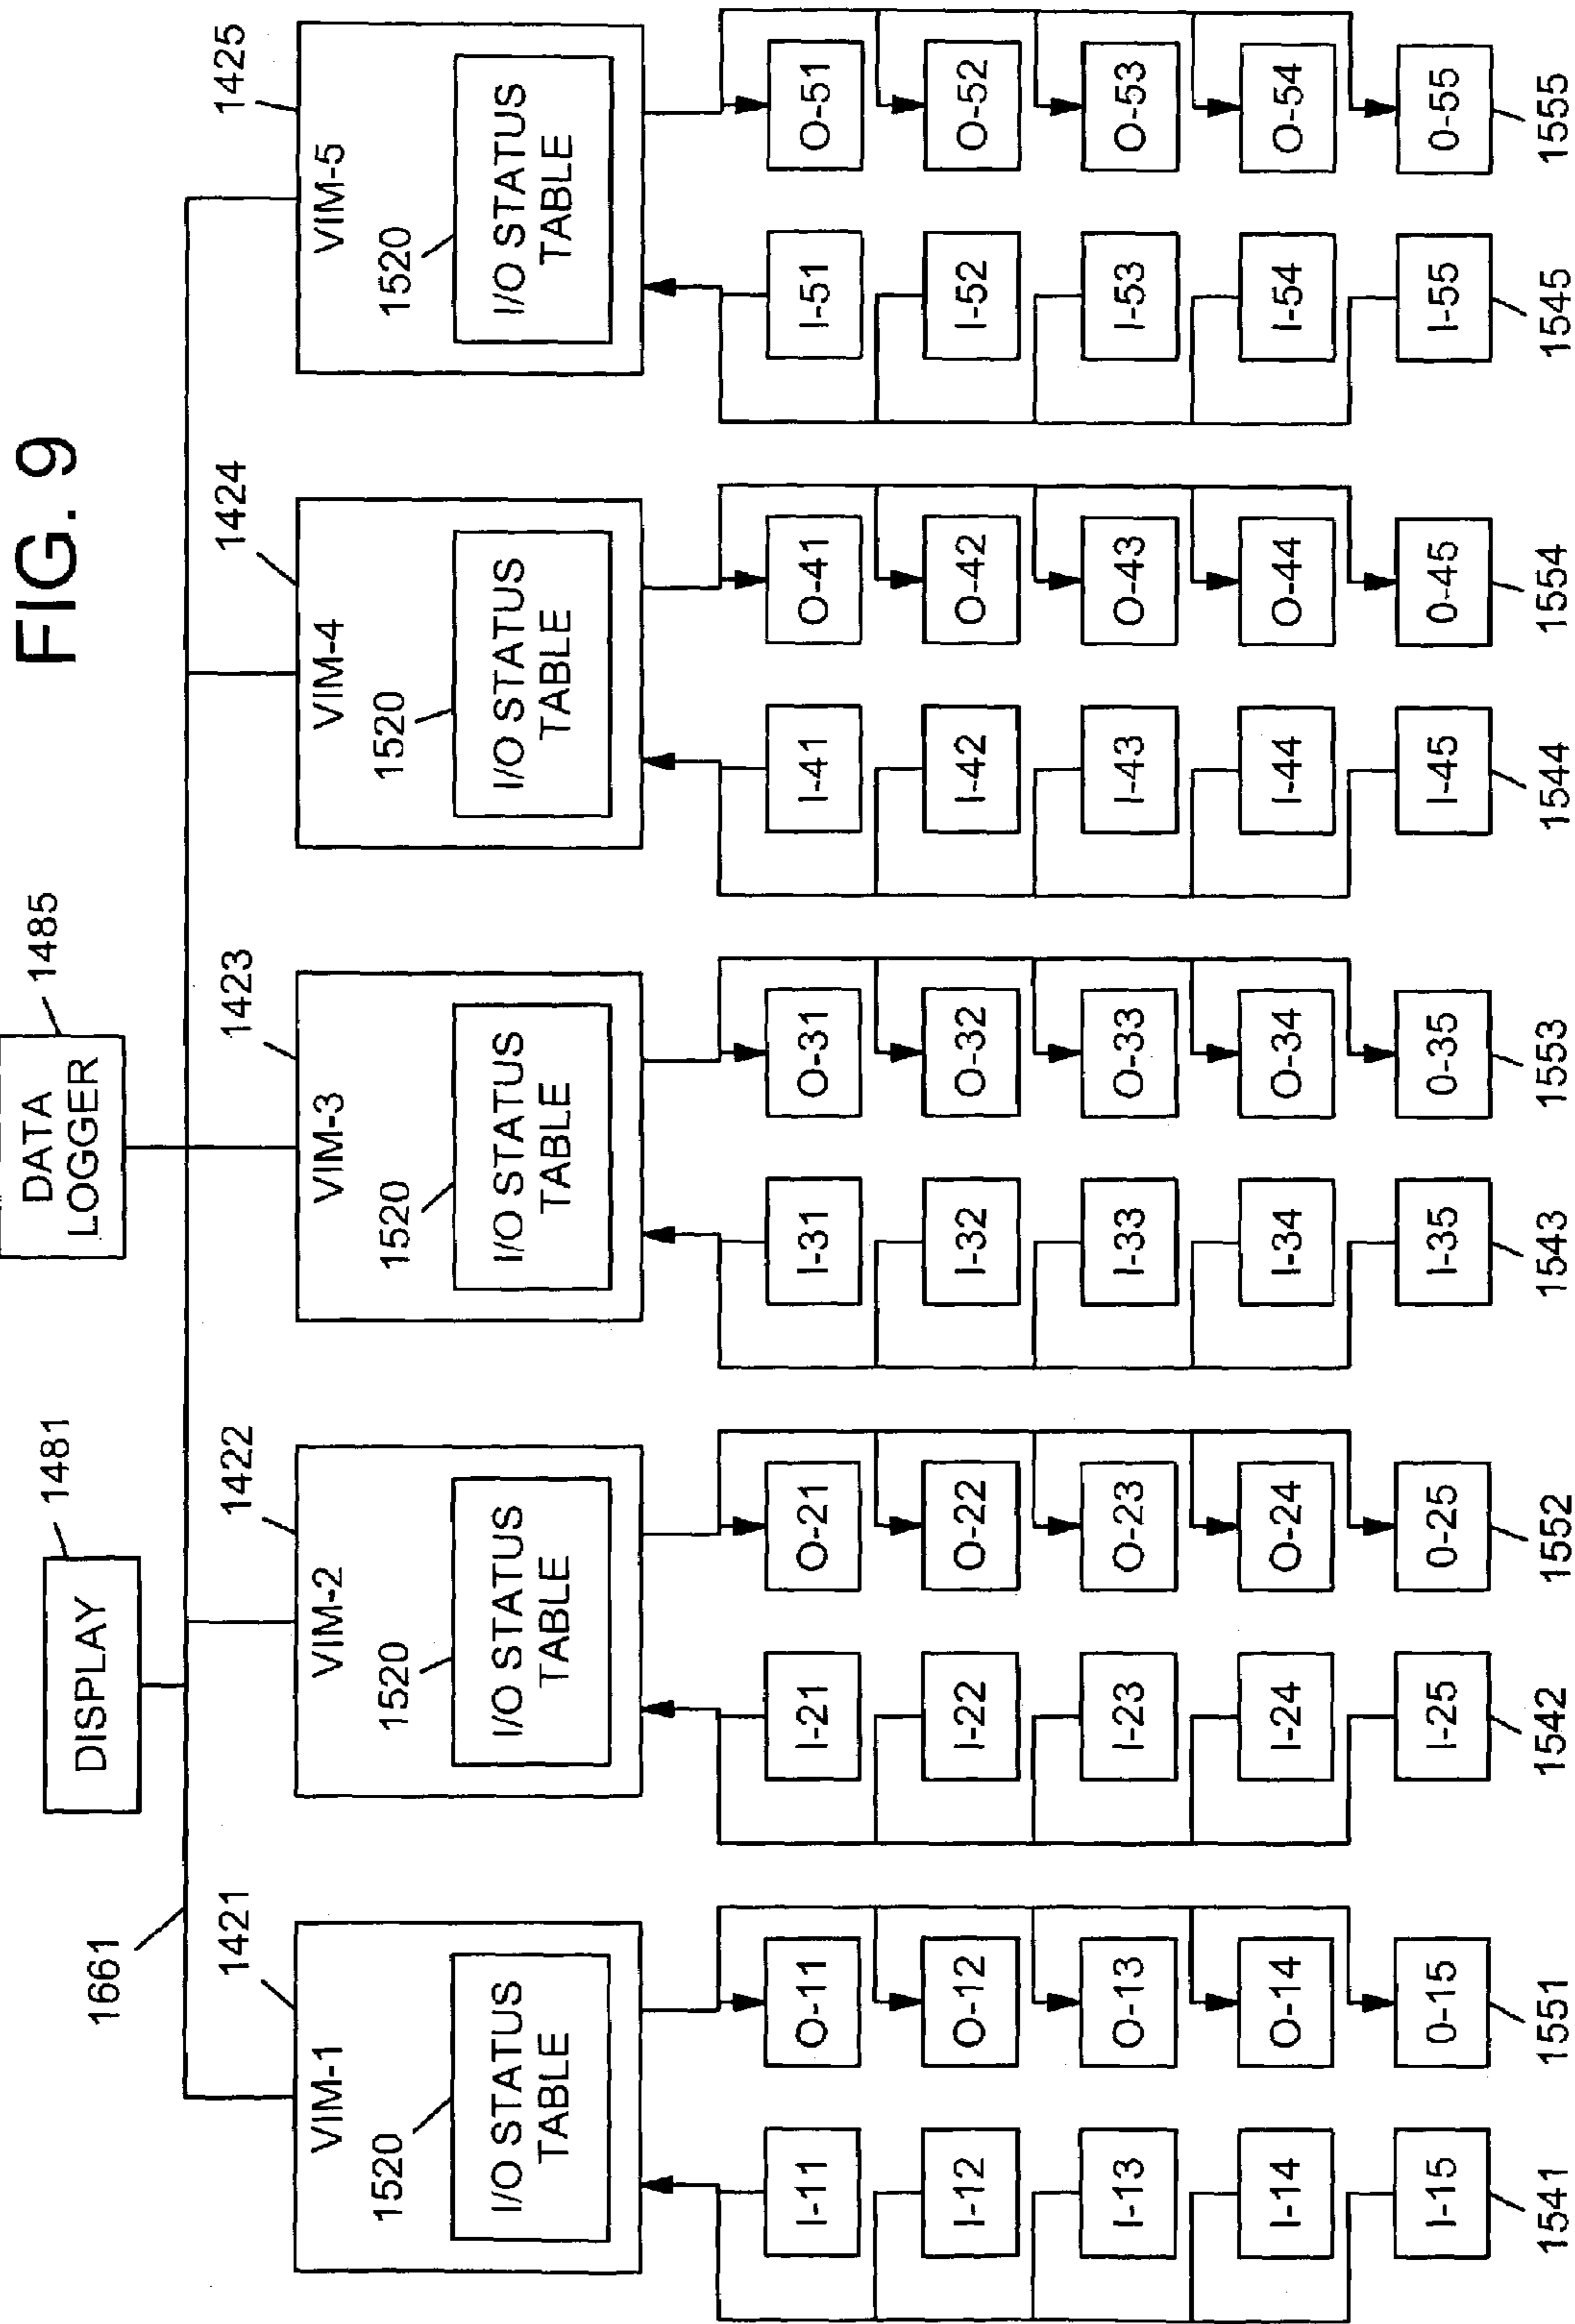 FIG. 9
DISPLAY
1481
DATA
LOGGER
1485
1661
1421
VIM-1
1520
I/O STATUS
TABLE
1422
VIM-2
1520
I/O STATUS
TABLE
1423
VIM-3
1520
I/O STATUS
TABLE
1424
VIM-4
1520
I/O STATUS
TABLE
1425
VIM-5
1520
I/O STATUS
TABLE
I-11 O-11 I-21 O-21 I-31 O-31 I-41 O-41 I-51 O-51
I-12 O-12 I-22 O-22 I-32 O-32 I-42 O-42 I-52 O-52
I-13 O-13 I-23 O-23 I-33 O-33 I-43 O-43 I-53 O-53
I-14 O-14 I-24 O-24 I-34 O-34 I-44 O-44 I-54 O-54
I-15 0-15 I-25 0-25 I-35 0-35 I-45 0-45 I-55 0-55
1541 1551 1542 1552 1543 1553 1544 1554 1545 1555